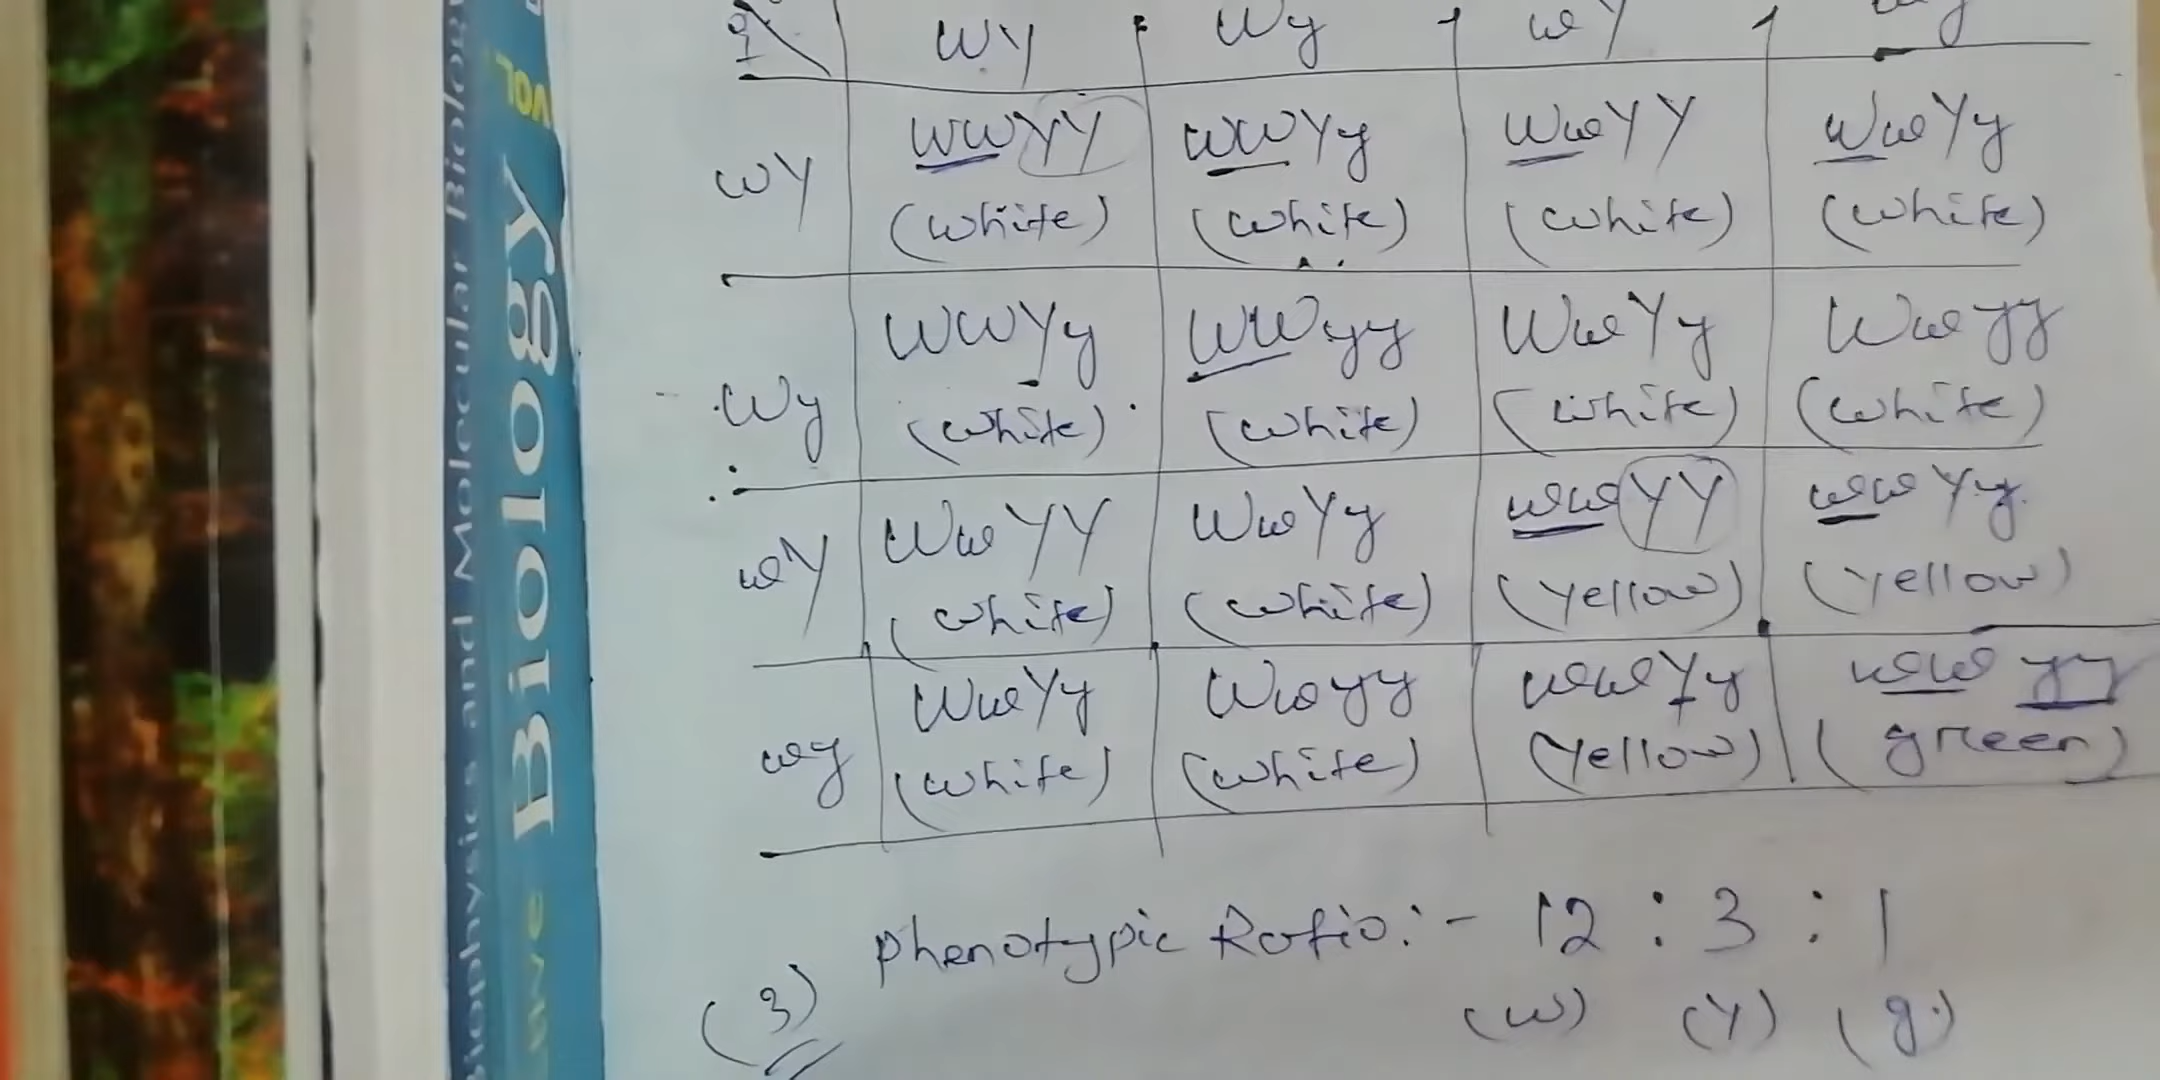 ♀ WY Wy wY wy
WY WWYY WWYy WwYY WwYy
(white) (white) (white) (white)
Wy WWYy WWyy WwYy Wwyy
(white) (white) (white) (white)
wY WwYY WwYy wwYY wwYy
(white) (white) (yellow) (yellow)
wy WwYy Wwyy wwYy wwyy
(white) (white) (yellow) (green)
Phenotypic Ratio:- 12 : 3 : 1
(3) (W) (Y) (g)
Biophysics and Molecular Biology
Biology VOL